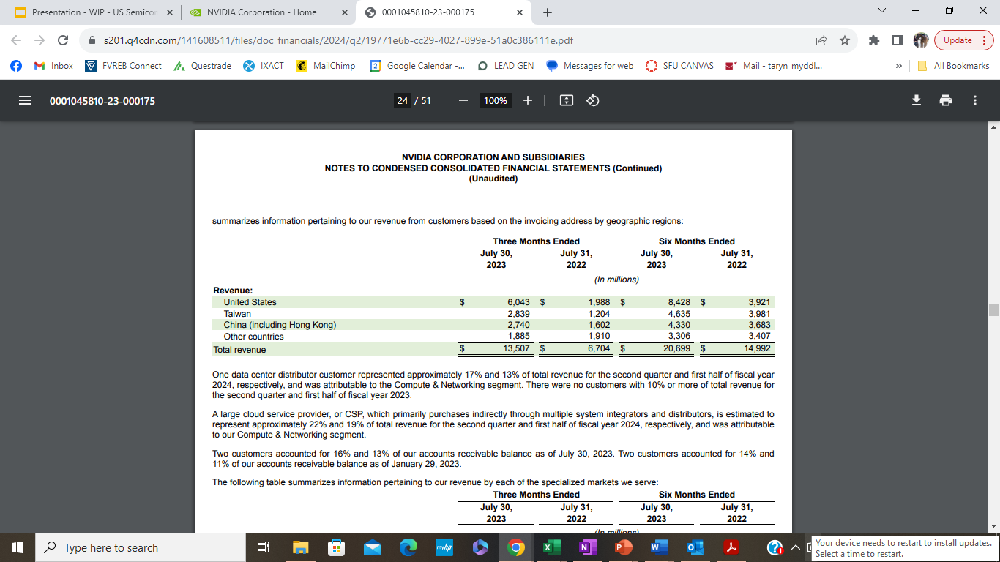 Presentation - WIP - US Semicor
NVIDIA Corporation - Home
0001045810-23-000175
s201.q4cdn.com/141608511/files/doc_financials/2024/q2/19771e6b-cc29-4027-899e-51a0c386111e.pdf
Update
Inbox
FVREB Connect
Questrade
IXACT
MailChimp
Google Calendar -...
LEAD GEN
Messages for web
SFU CANVAS
Mail - taryn_myddl...
»
All Bookmarks
0001045810-23-000175
24 / 51
100%
NVIDIA CORPORATION AND SUBSIDIARIES
NOTES TO CONDENSED CONSOLIDATED FINANCIAL STATEMENTS (Continued)
(Unaudited)
summarizes information pertaining to our revenue from customers based on the invoicing address by geographic regions:
Three Months Ended Six Months Ended
July 30, July 31, July 30, July 31,
2023 2022 2023 2022
(In millions)
Revenue:
United States $ 6,043 $ 1,988 $ 8,428 $ 3,921
Taiwan 2,839 1,204 4,635 3,981
China (including Hong Kong) 2,740 1,602 4,330 3,683
Other countries 1,885 1,910 3,306 3,407
Total revenue $ 13,507 $ 6,704 $ 20,699 $ 14,992
One data center distributor customer represented approximately 17% and 13% of total revenue for the second quarter and first half of fiscal year
2024, respectively, and was attributable to the Compute & Networking segment. There were no customers with 10% or more of total revenue for
the second quarter and first half of fiscal year 2023.
A large cloud service provider, or CSP, which primarily purchases indirectly through multiple system integrators and distributors, is estimated to
represent approximately 22% and 19% of total revenue for the second quarter and first half of fiscal year 2024, respectively, and was attributable
to our Compute & Networking segment.
Two customers accounted for 16% and 13% of our accounts receivable balance as of July 30, 2023. Two customers accounted for 14% and
11% of our accounts receivable balance as of January 29, 2023.
The following table summarizes information pertaining to our revenue by each of the specialized markets we serve:
Three Months Ended Six Months Ended
July 30, July 31, July 30, July 31,
2023 2022 2023 2022
(In millions)
Type here to search
Your device needs to restart to install updates.
Select a time to restart.